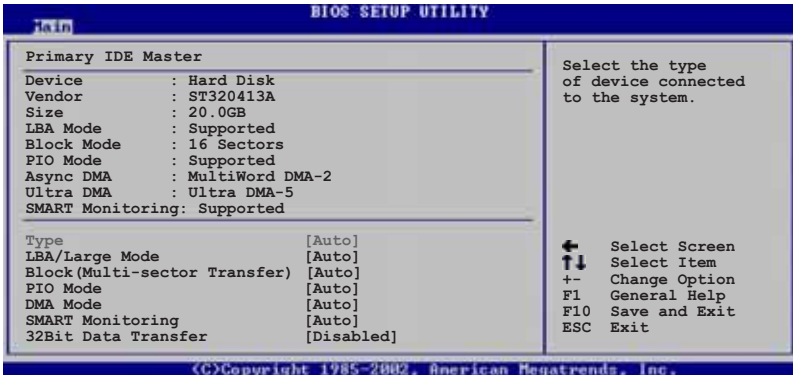 BIOS SETUP UTILITY
Main
Primary IDE Master
Device : Hard Disk
Vendor : ST320413A
Size : 20.0GB
LBA Mode : Supported
Block Mode : 16 Sectors
PIO Mode : Supported
Async DMA : MultiWord DMA-2
Ultra DMA : Ultra DMA-5
SMART Monitoring: Supported
Type [Auto]
LBA/Large Mode [Auto]
Block(Multi-sector Transfer) [Auto]
PIO Mode [Auto]
DMA Mode [Auto]
SMART Monitoring [Auto]
32Bit Data Transfer [Disabled]
Select the type
of device connected
to the system.
← Select Screen
↑↓ Select Item
+- Change Option
F1 General Help
F10 Save and Exit
ESC Exit
(C)Copyright 1985-2002, American Megatrends, Inc.